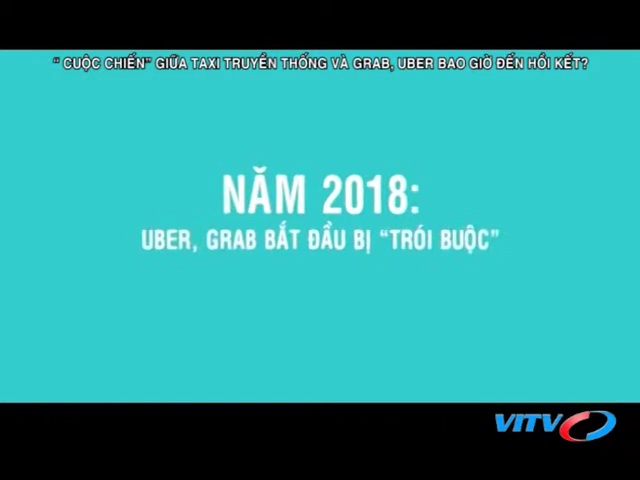 “ CUỘC CHIẾN” GIỮA TAXI TRUYỀN THỐNG VÀ GRAB, UBER BAO GIỜ ĐẾN HỒI KẾT?
NĂM 2018:
UBER, GRAB BẮT ĐẦU BỊ “TRÓI BUỘC”
VITV